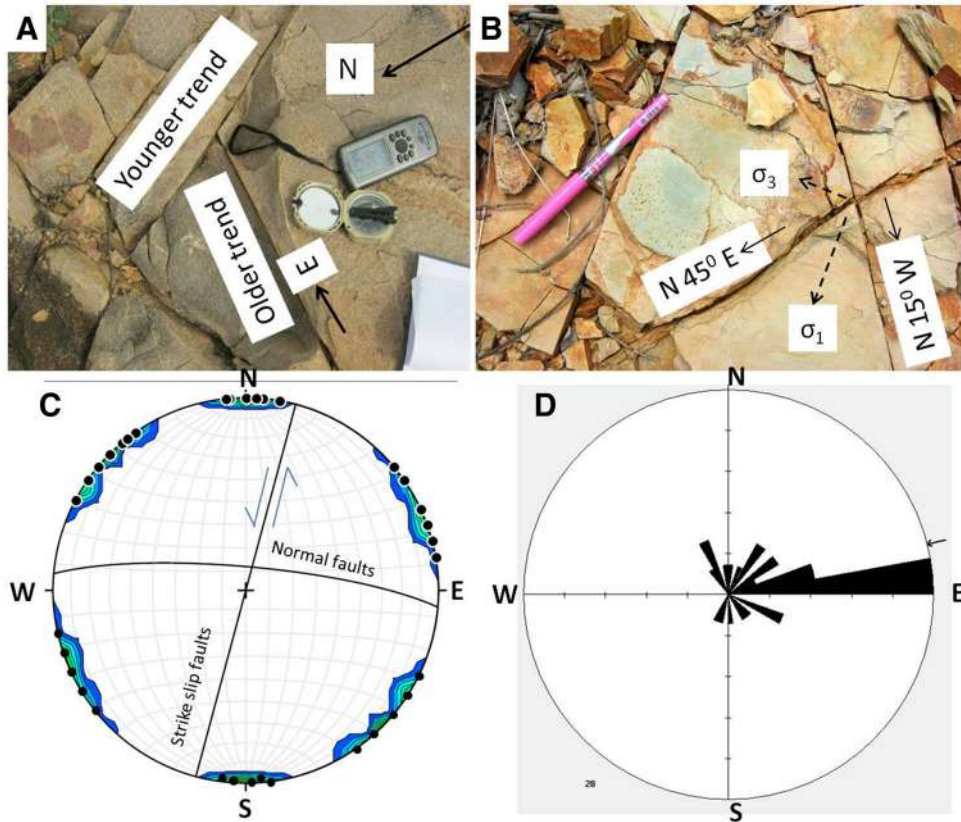 A
Younger trend
N
Older trend
E
B
σ3
N 45⁰ E
σ1
N 15⁰ W
C
N
Normal faults
W
E
Strike slip faults
S
D
N
W
E
28
S